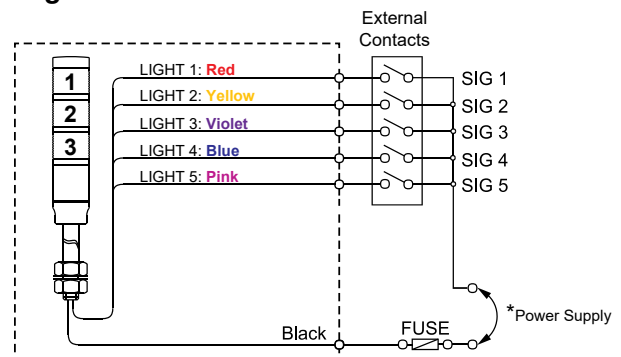 External
Contacts
LIGHT 1: Red
SIG 1
1
LIGHT 2: Yellow
SIG 2
2
LIGHT 3: Violet
SIG 3
3
LIGHT 4: Blue
SIG 4
LIGHT 5: Pink
SIG 5
*Power Supply
Black
FUSE